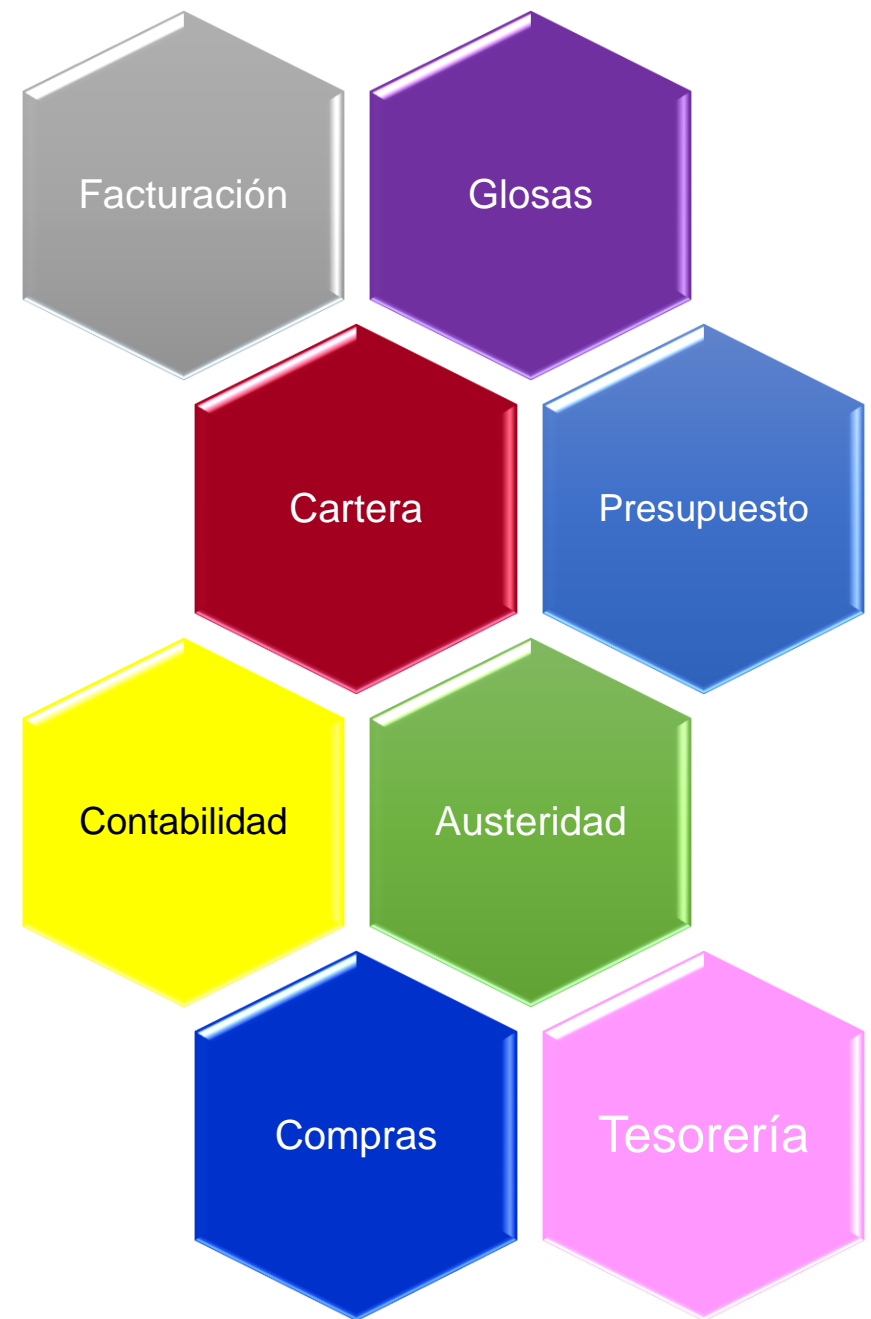 Facturación
Glosas
Cartera
Presupuesto
Contabilidad
Austeridad
Compras
Tesorería